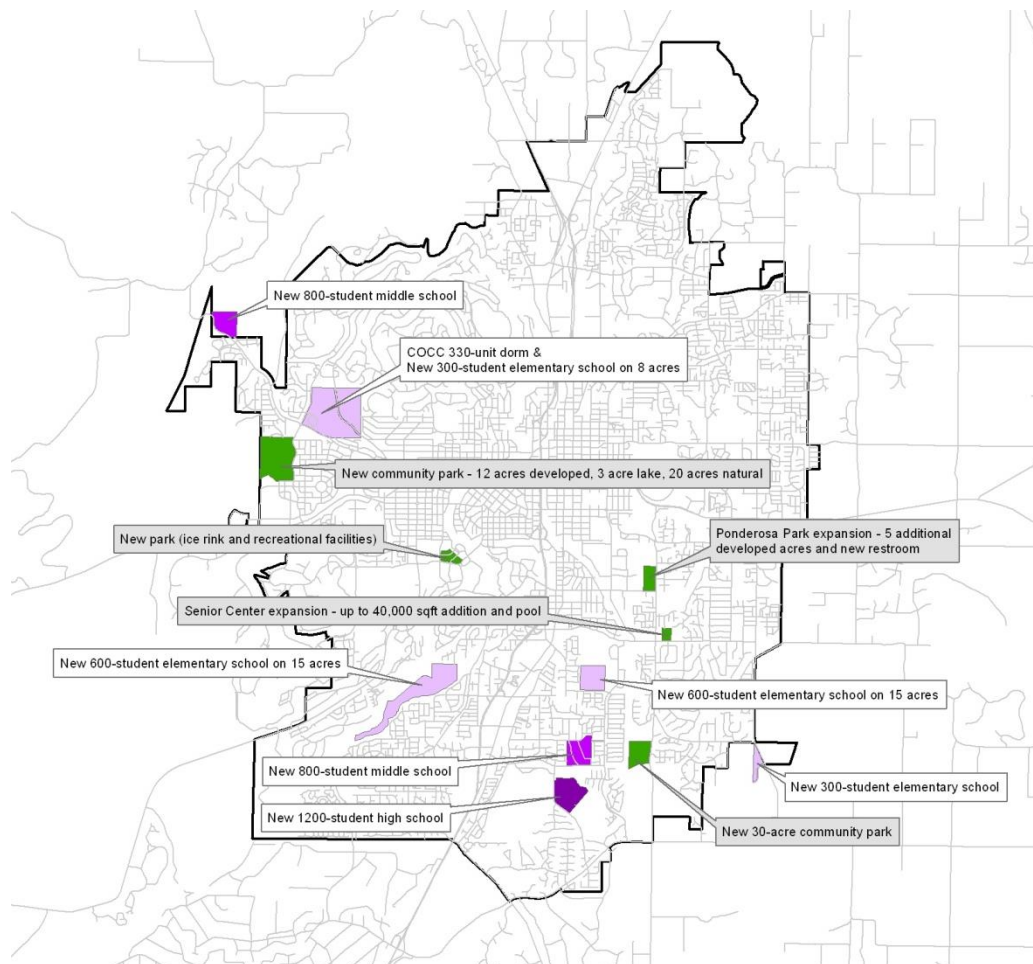 New 800-student middle school
COCC 330-unit dorm &
New 300-student elementary school on 8 acres
New community park - 12 acres developed, 3 acre lake, 20 acres natural
New park (ice rink and recreational facilities)
Ponderosa Park expansion - 5 additional
developed acres and new restroom
Senior Center expansion - up to 40,000 sqft addition and pool
New 600-student elementary school on 15 acres
New 600-student elementary school on 15 acres
New 800-student middle school
New 300-student elementary school
New 1200-student high school
New 30-acre community park